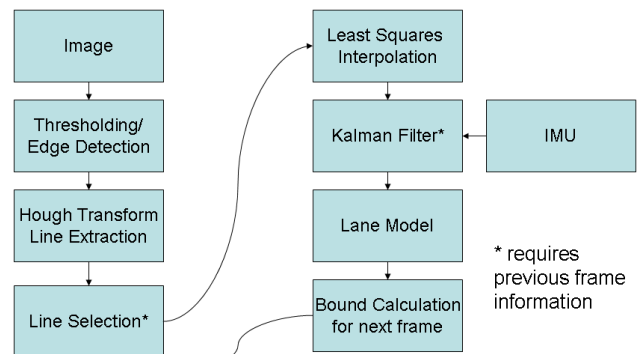 Image
Thresholding/
Edge Detection
Hough Transform
Line Extraction
Line Selection*
Least Squares
Interpolation
Kalman Filter*
IMU
Lane Model
Bound Calculation
for next frame
* requires
previous frame
information